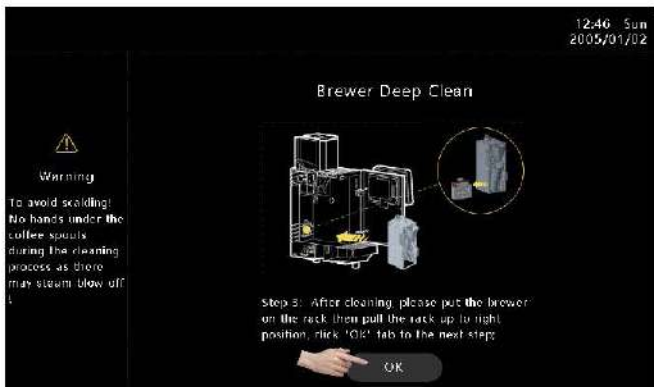 12:46 Sun
2005/01/02
Brewer Deep Clean
Warning
To avoid scalding!
No hands under the
coffee spouts
during the cleaning
process as there
may steam blow off
!
Step 3: After cleaning, please put the brewer
on the rack then pull the rack up to right
position, click "OK" tab to the next step;
OK